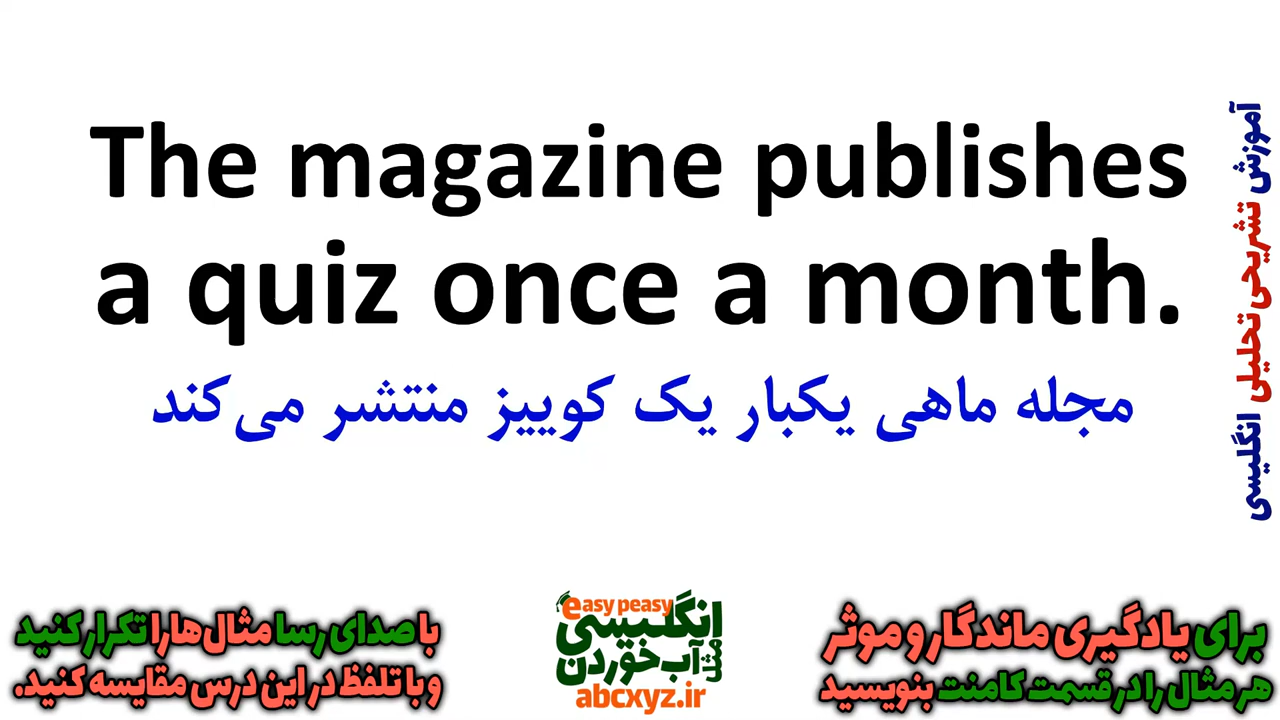 The magazine publishes
a quiz once a month.
مجله ماهی یکبار یک کوییز منتشر می‌کند
آموزش تشریحی تحلیلی انگلیسی
برای یادگیری ماندگار و موثر
هر مثال را در قسمت کامنت بنویسید
easy peasy
انگلیسی
مثل آب خوردن
abcxyz.ir
با صدای رسا مثال‌ها را تکرار کنید
و با تلفظ در این درس مقایسه کنید.